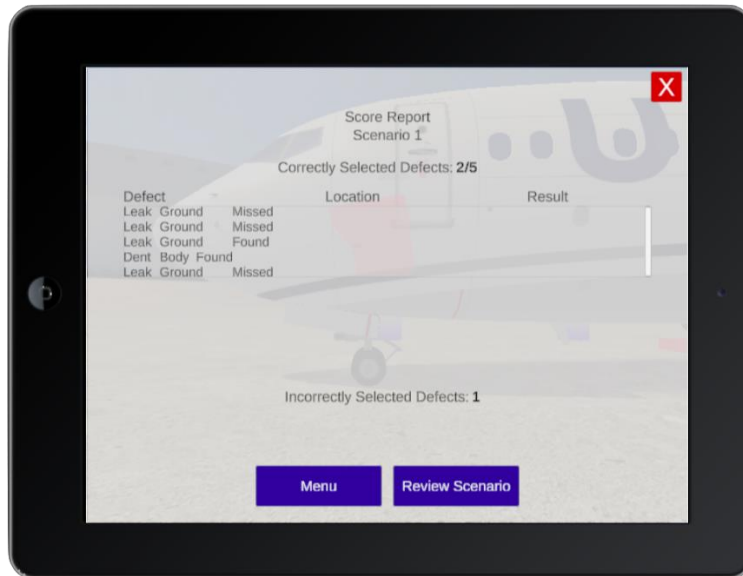 X
Score Report
Scenario 1
Correctly Selected Defects: 2/5
Defect Location Result
Leak Ground Missed
Leak Ground Missed
Leak Ground Found
Dent Body Found
Leak Ground Missed
Incorrectly Selected Defects: 1
Menu Review Scenario